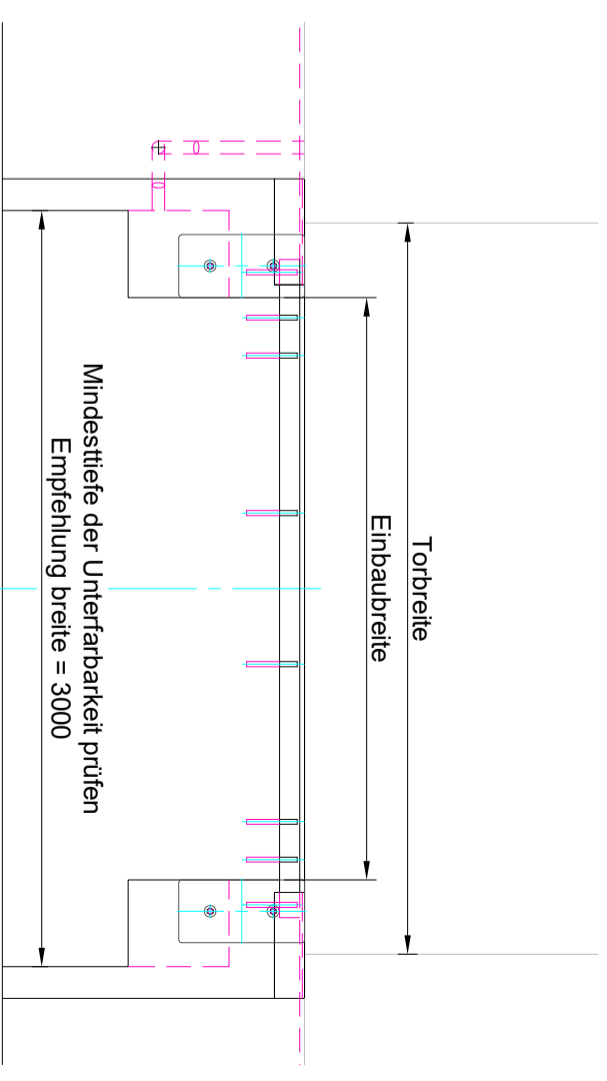 Torbreite
Einbaubreite
Mindesttiefe der Unterfarbarkeit prüfen
Empfehlung breite = 3000